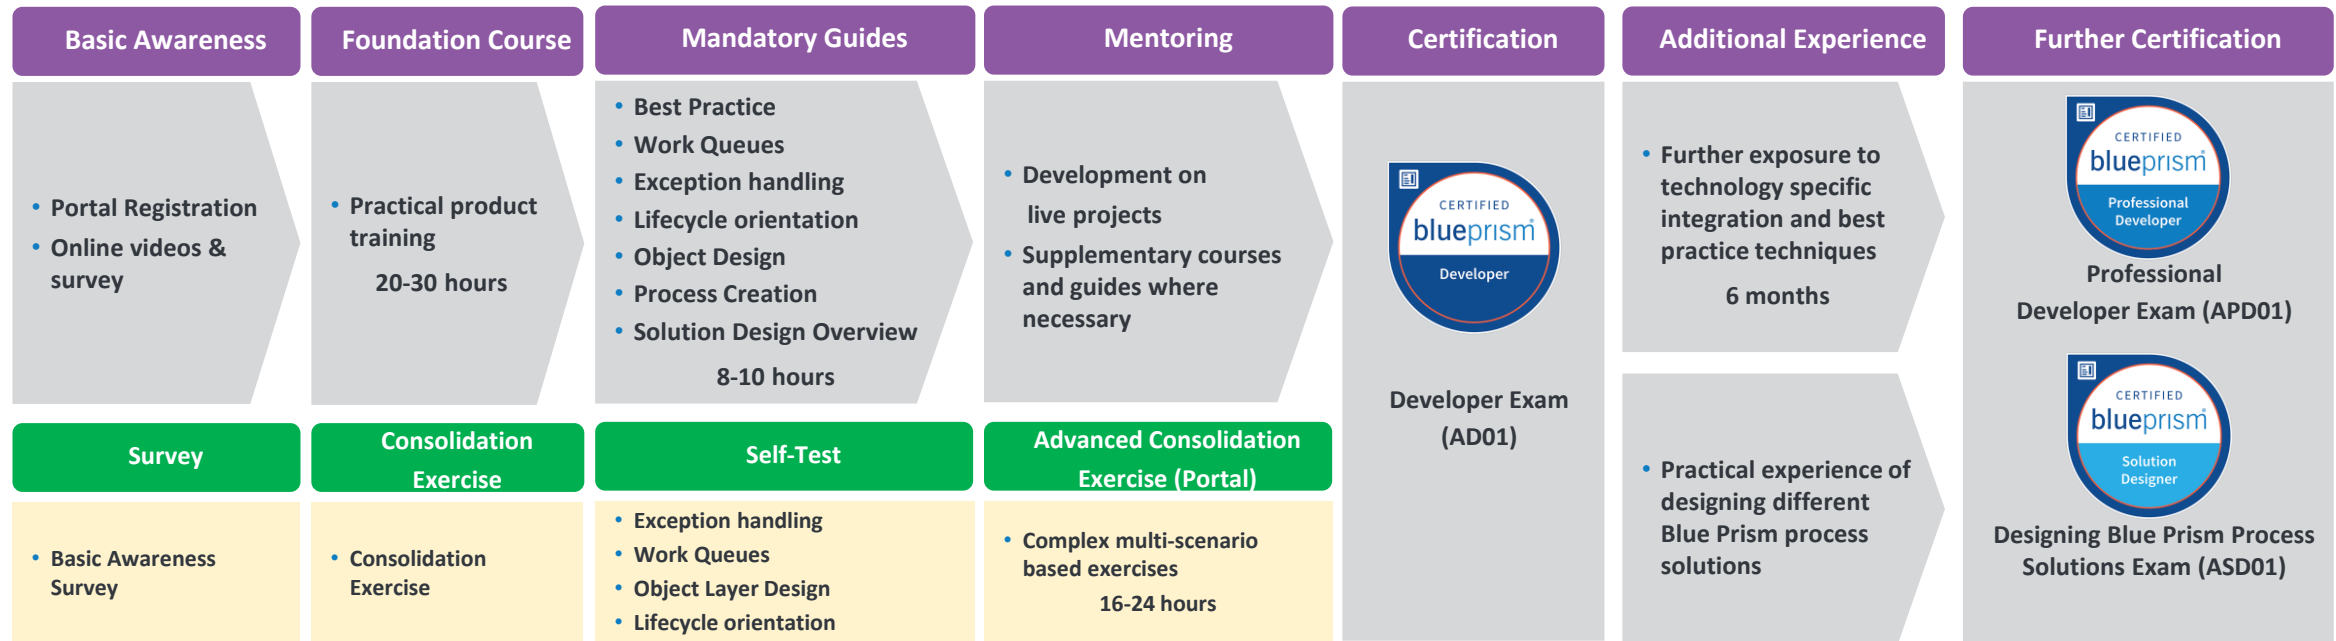 Basic Awareness
• Portal Registration
• Online videos &
survey
Survey
• Basic Awareness
Survey
Foundation Course
• Practical product
training
20-30 hours
Consolidation
Exercise
• Consolidation
Exercise
Mandatory Guides
• Best Practice
• Work Queues
• Exception handling
• Lifecycle orientation
• Object Design
• Process Creation
• Solution Design Overview
8-10 hours
Self-Test
• Exception handling
• Work Queues
• Object Layer Design
• Lifecycle orientation
Mentoring
• Development on
live projects
• Supplementary courses
and guides where
necessary
Advanced Consolidation
Exercise (Portal)
• Complex multi-scenario
based exercises
16-24 hours
Certification
CERTIFIED
blueprism®
Developer
Developer Exam
(AD01)
Additional Experience
• Further exposure to
technology specific
integration and best
practice techniques
6 months
• Practical experience of
designing different
Blue Prism process
solutions
Further Certification
CERTIFIED
blueprism®
Professional
Developer
Professional
Developer Exam (APD01)
CERTIFIED
blueprism®
Solution
Designer
Designing Blue Prism Process
Solutions Exam (ASD01)